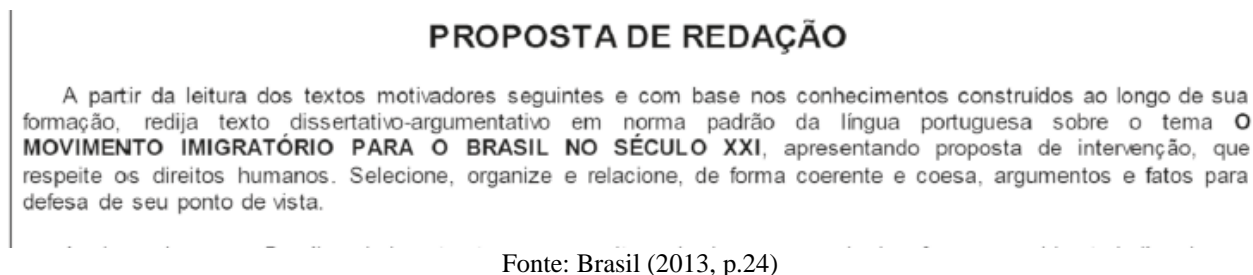 PROPOSTA DE REDAÇÃO
A partir da leitura dos textos motivadores seguintes e com base nos conhecimentos construídos ao longo de sua
formação, redija texto dissertativo-argumentativo em norma padrão da língua portuguesa sobre o tema O
MOVIMENTO IMIGRATÓRIO PARA O BRASIL NO SÉCULO XXI, apresentando proposta de intervenção, que
respeite os direitos humanos. Selecione, organize e relacione, de forma coerente e coesa, argumentos e fatos para
defesa de seu ponto de vista.
Fonte: Brasil (2013, p.24)